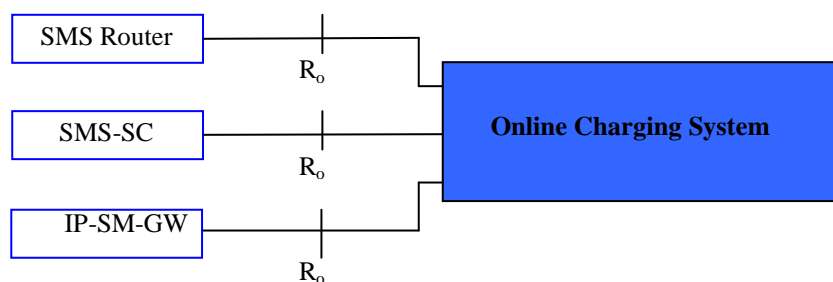 SMS Router
Rₒ
SMS-SC
Online Charging System
Rₒ
IP-SM-GW
Rₒ